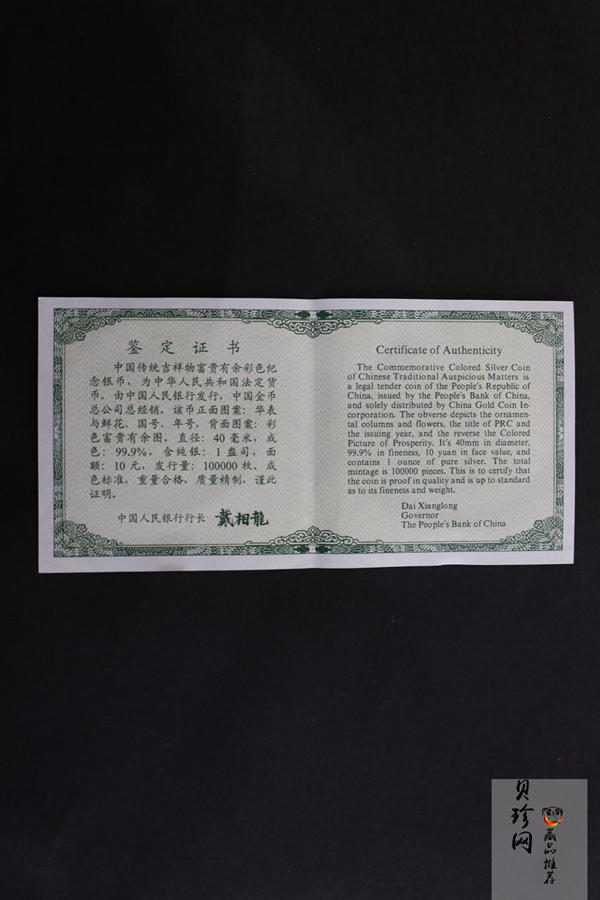 鉴定证书
中国传统吉祥物富贵有余彩色纪
念银币，为中华人民共和国法定货
币。由中国人民银行发行，中国金币
总公司总经销。该币正面图案：华表
与鲜花、国号、年号，背面图案：彩
色富贵有余图。直径：40毫米，成
色：99.9%，含纯银：1盎司，面
额：10元，发行量：100000枚。成
色标准，重量合格，质量精制，谨此
证明。
中国人民银行行长 戴相龍
Certificate of Authenticity
The Commemorative Colored Silver Coin
of Chinese Traditional Auspicious Matters is
a legal tender coin of the People's Republic of
China, issued by the People's Bank of China,
and solely distributed by China Gold Coin In-
corporation. The obverse depicts the ornamen-
tal columns and flowers, the title of PRC and
the issuing year, and the reverse the Colored
Picture of Prosperity. It's 40mm in diameter,
99.9% in fineness, 10 yuan in face value, and
contains 1 ounce of pure silver. The total
mintage is 100000 pieces. This is to certify that
the coin is proof in quality and is up to standard
as to its fineness and weight.
Dai Xianglong
Governor
The People's Bank of China
贝珍网
藏品推荐